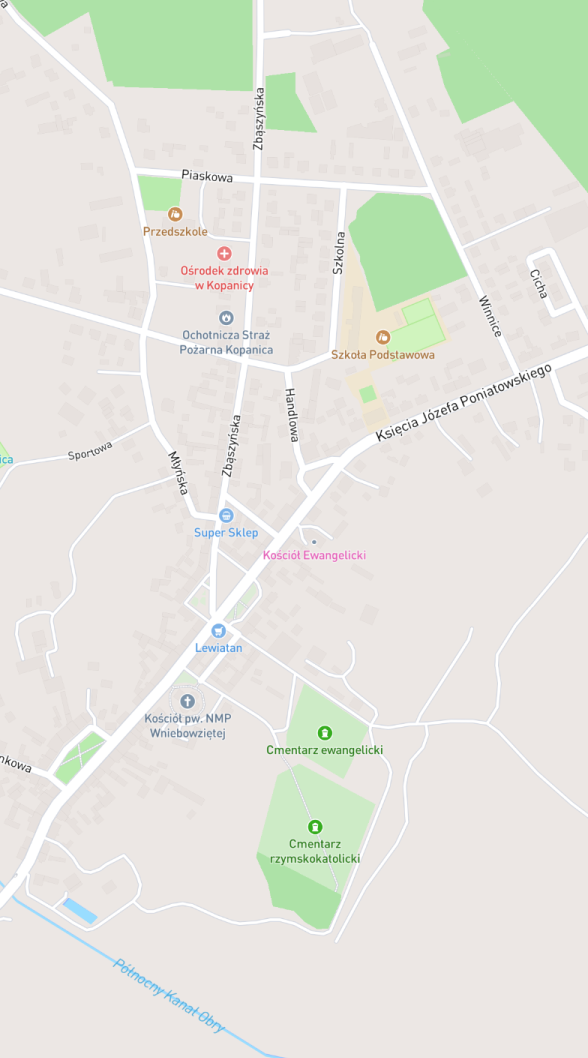 Zbąszyńska
Piaskowa
Przedszkole
Szkolna
Ośrodek zdrowia
w Kopanicy
Cicha
Winnice
Ochotnicza Straż
Pożarna Kopanica
Szkoła Podstawowa
Księcia Józefa Poniatowskiego
Handlowa
Zbąszyńska
Sportowa
ica
Młyńska
Super Sklep
Kościół Ewangelicki
Lewiatan
Kościół pw. NMP
Wniebowziętej
Cmentarz ewangelicki
nkowa
Cmentarz
rzymskokatolicki
Północny Kanał Obry